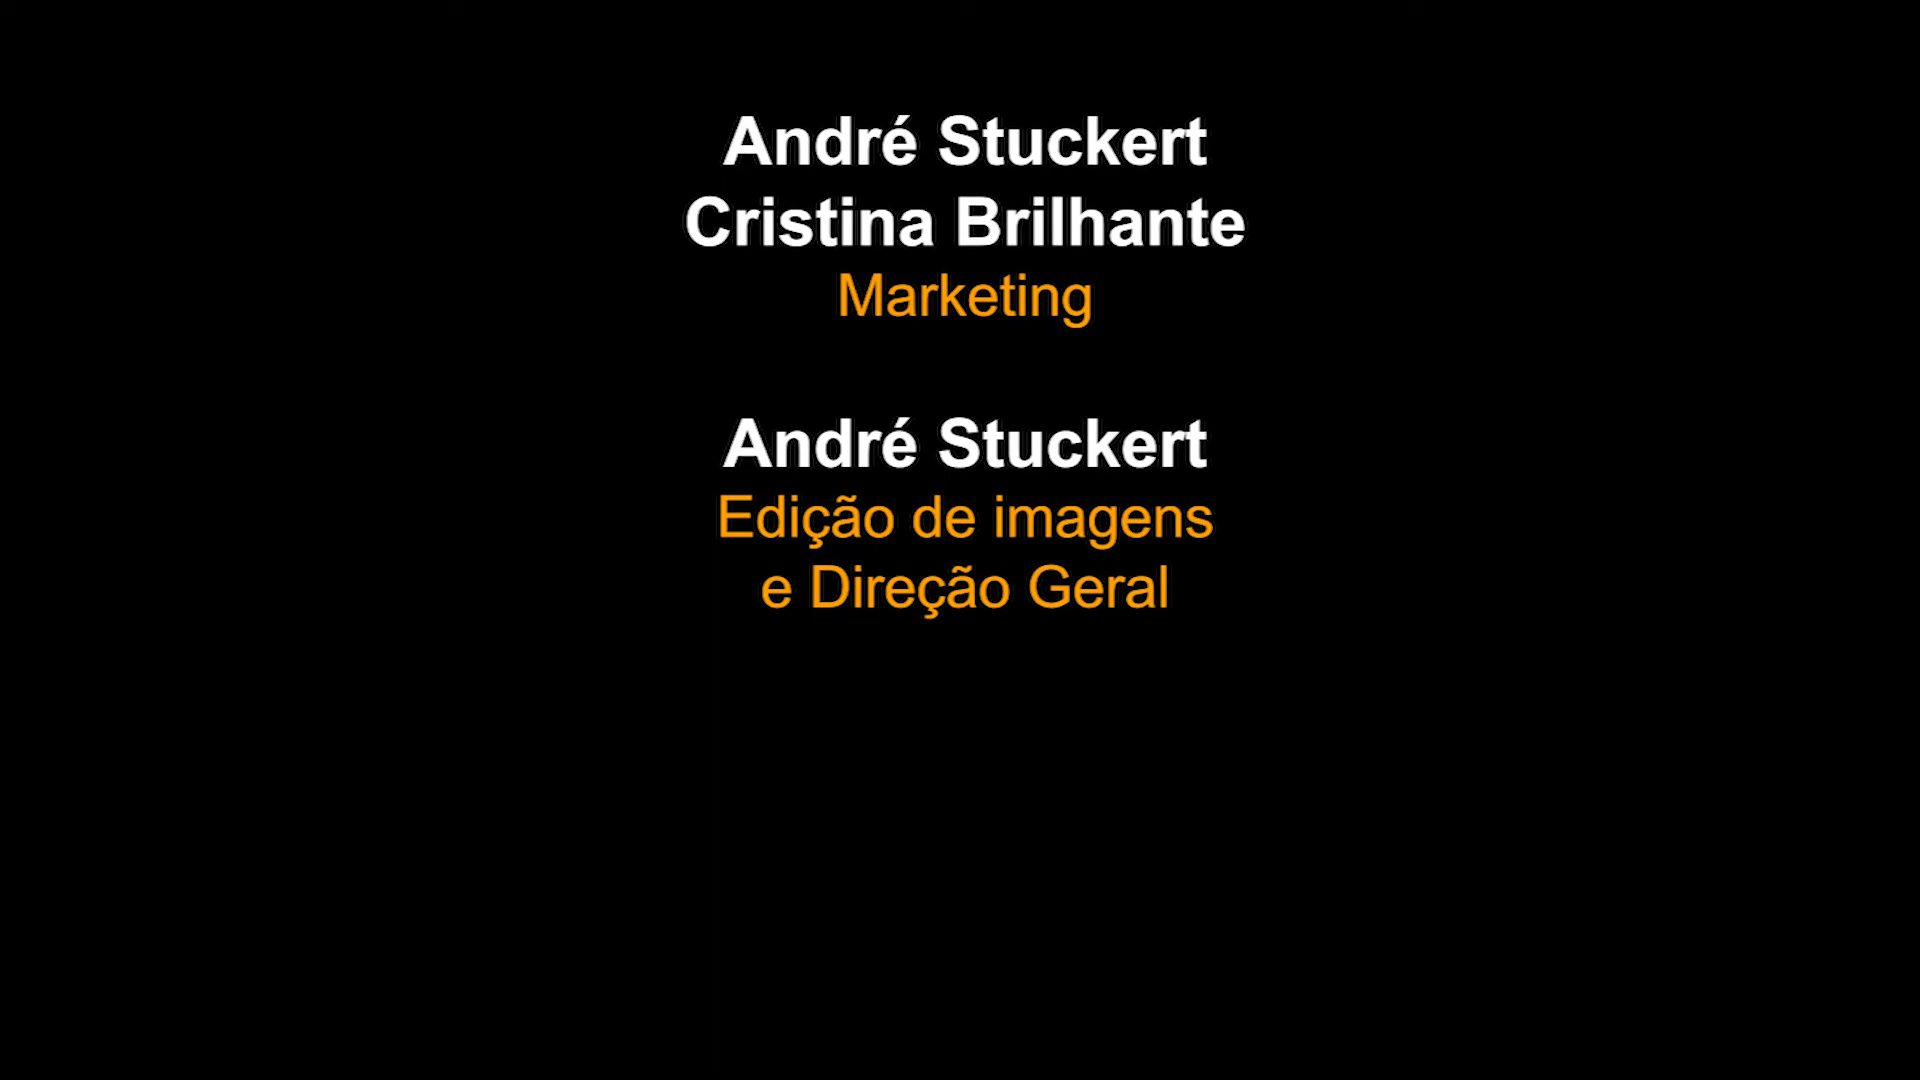 André Stuckert
Cristina Brilhante
Marketing
André Stuckert
Edição de imagens
e Direção Geral